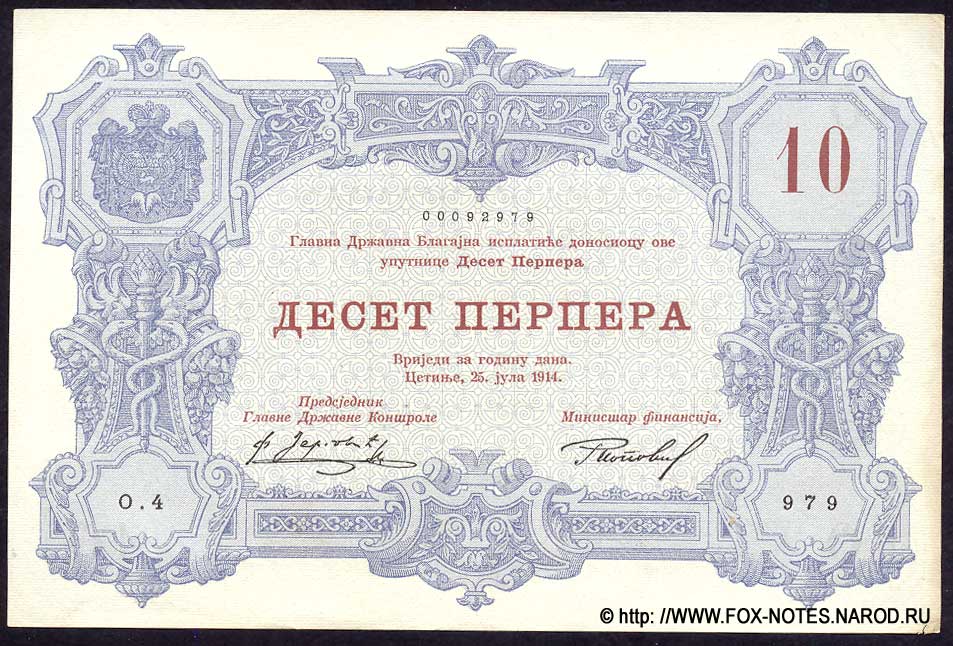 10
00092979
Главна Државна Благајна исплатиће доносиоцу ове
упутнице Десет Перпера
ДЕСЕТ ПЕРПЕРА
Вриједи за годину дана.
Цетиње, 25. јула 1914.
Предсједник
Главне Државне Контроле
Министар финансија,
О.4
979
© http: //WWW.FOX-NOTES.NAROD.RU